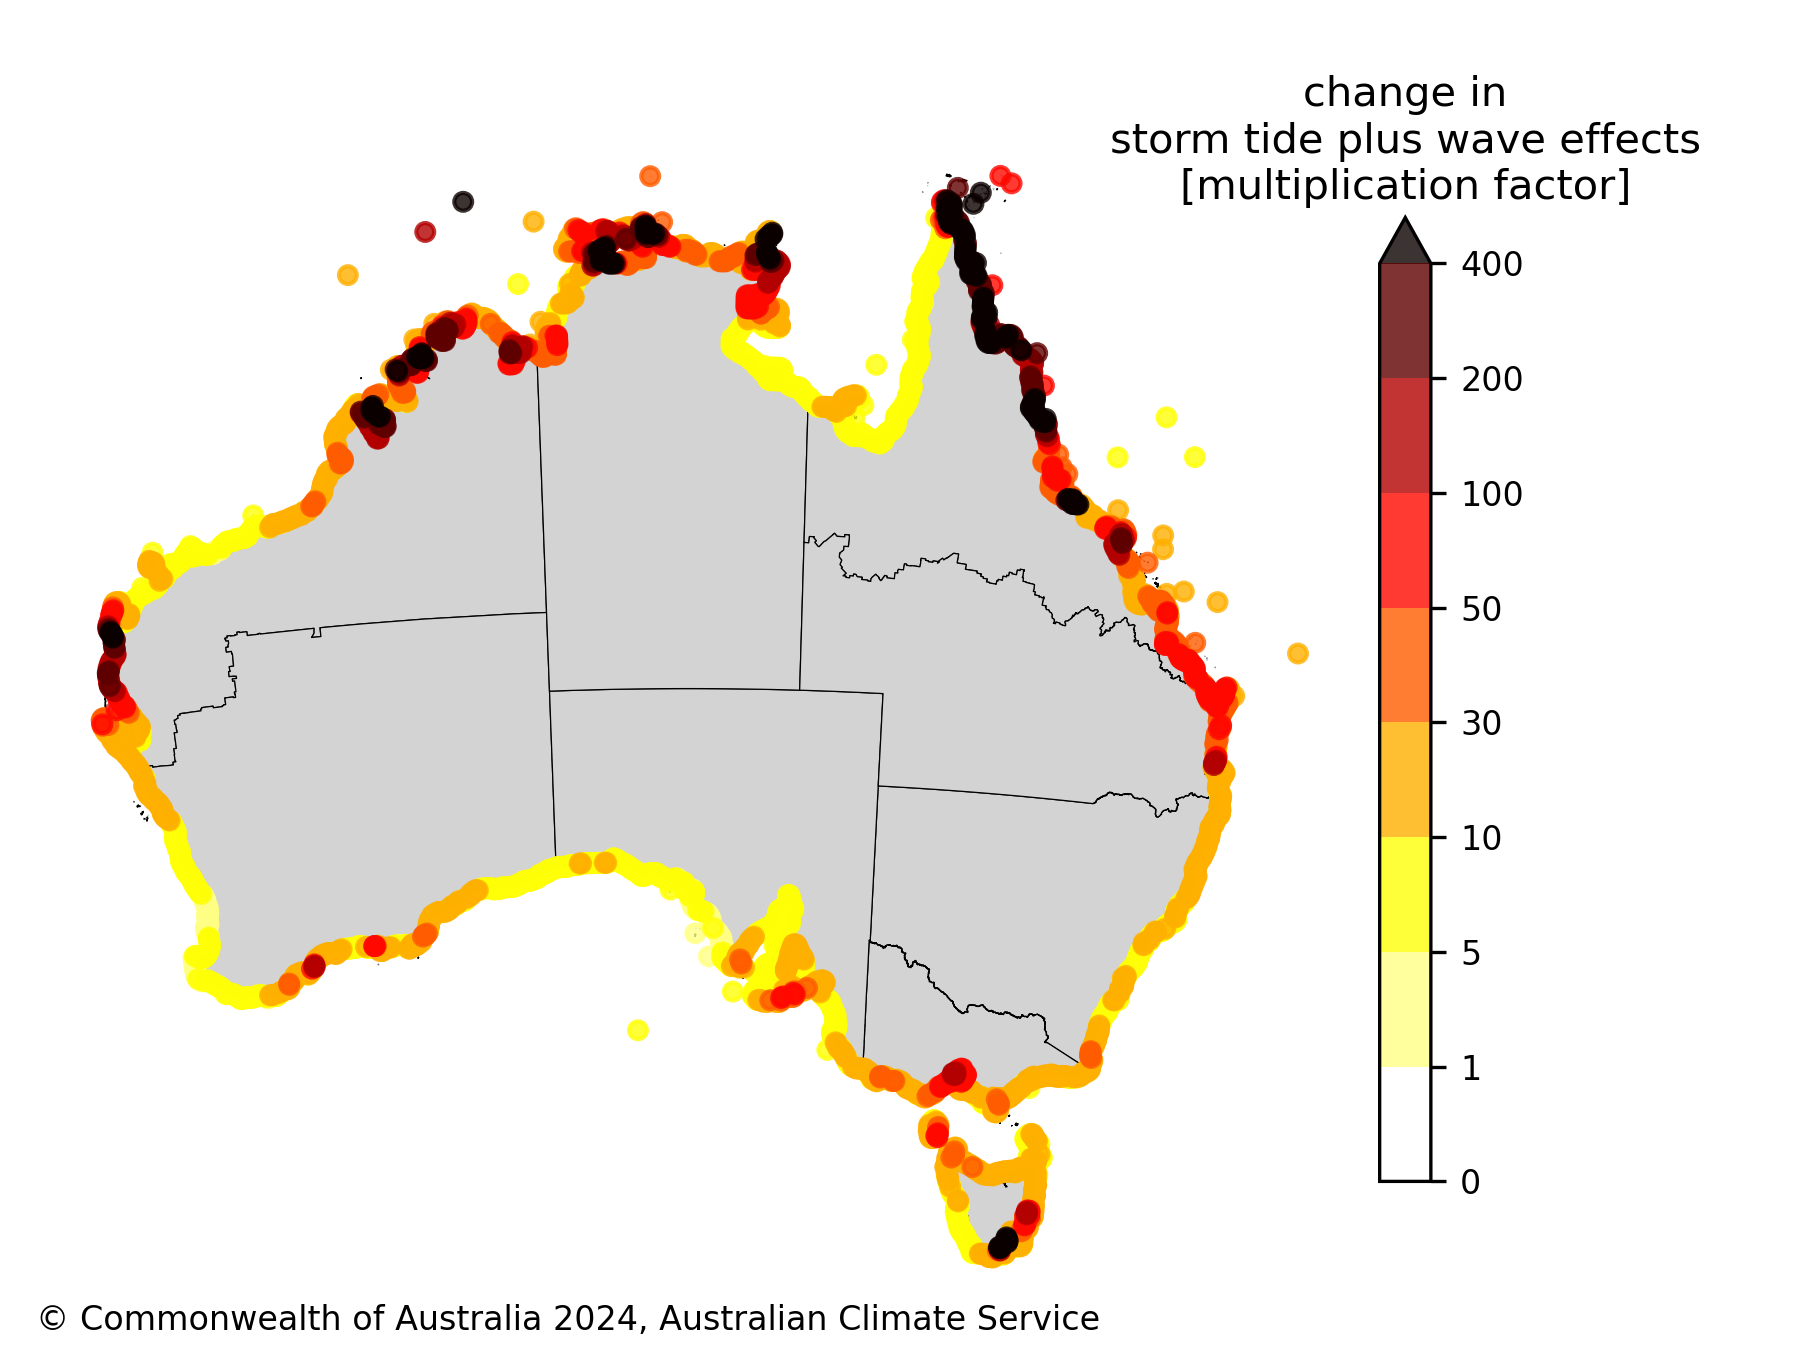 change in
storm tide plus wave effects
[multiplication factor]
400
200
100
50
30
10
5
1
0
© Commonwealth of Australia 2024, Australian Climate Service